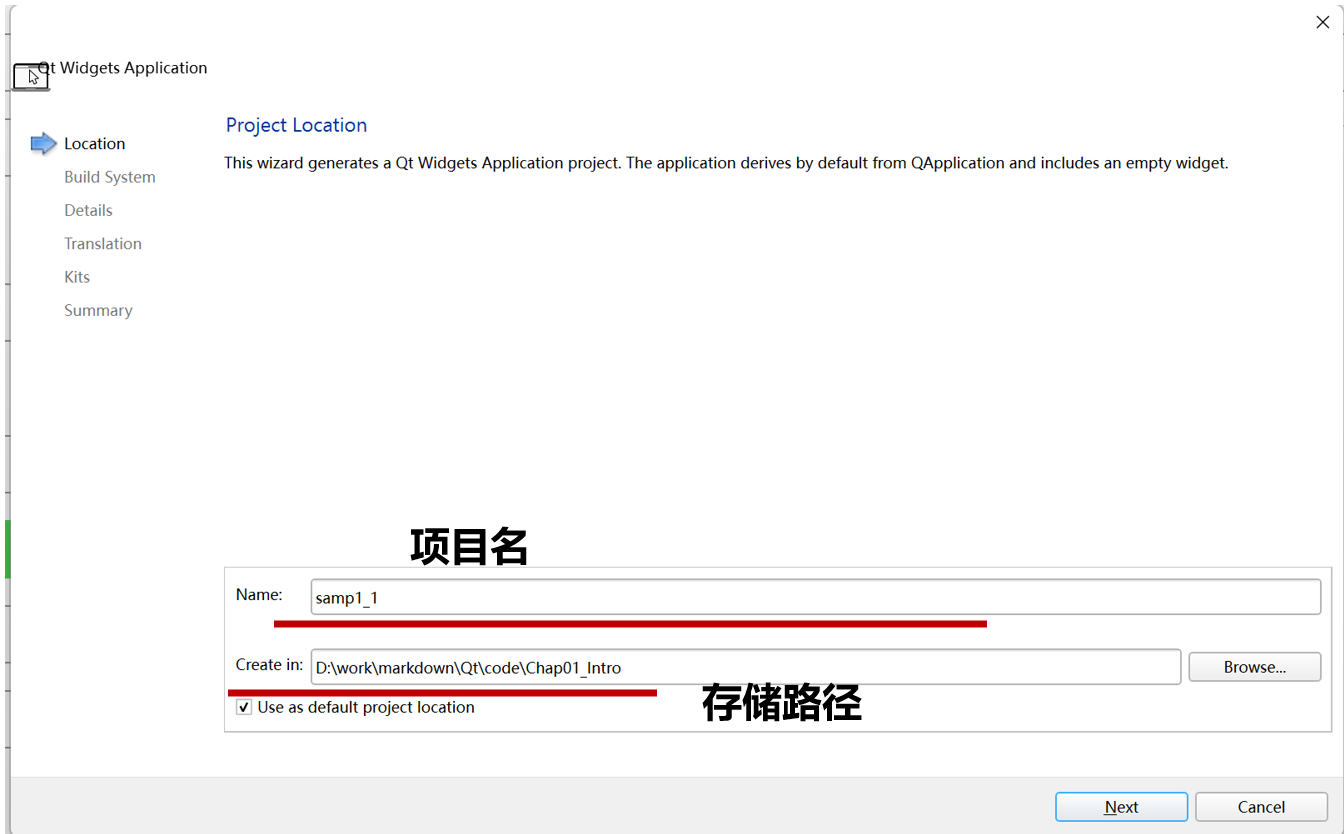 Qt Widgets Application
Location
Build System
Details
Translation
Kits
Summary
Project Location
This wizard generates a Qt Widgets Application project. The application derives by default from QApplication and includes an empty widget.
项目名
Name:
samp1_1
Create in:
D:\work\markdown\Qt\code\Chap01_Intro
Browse...
存储路径
Use as default project location
Next
Cancel